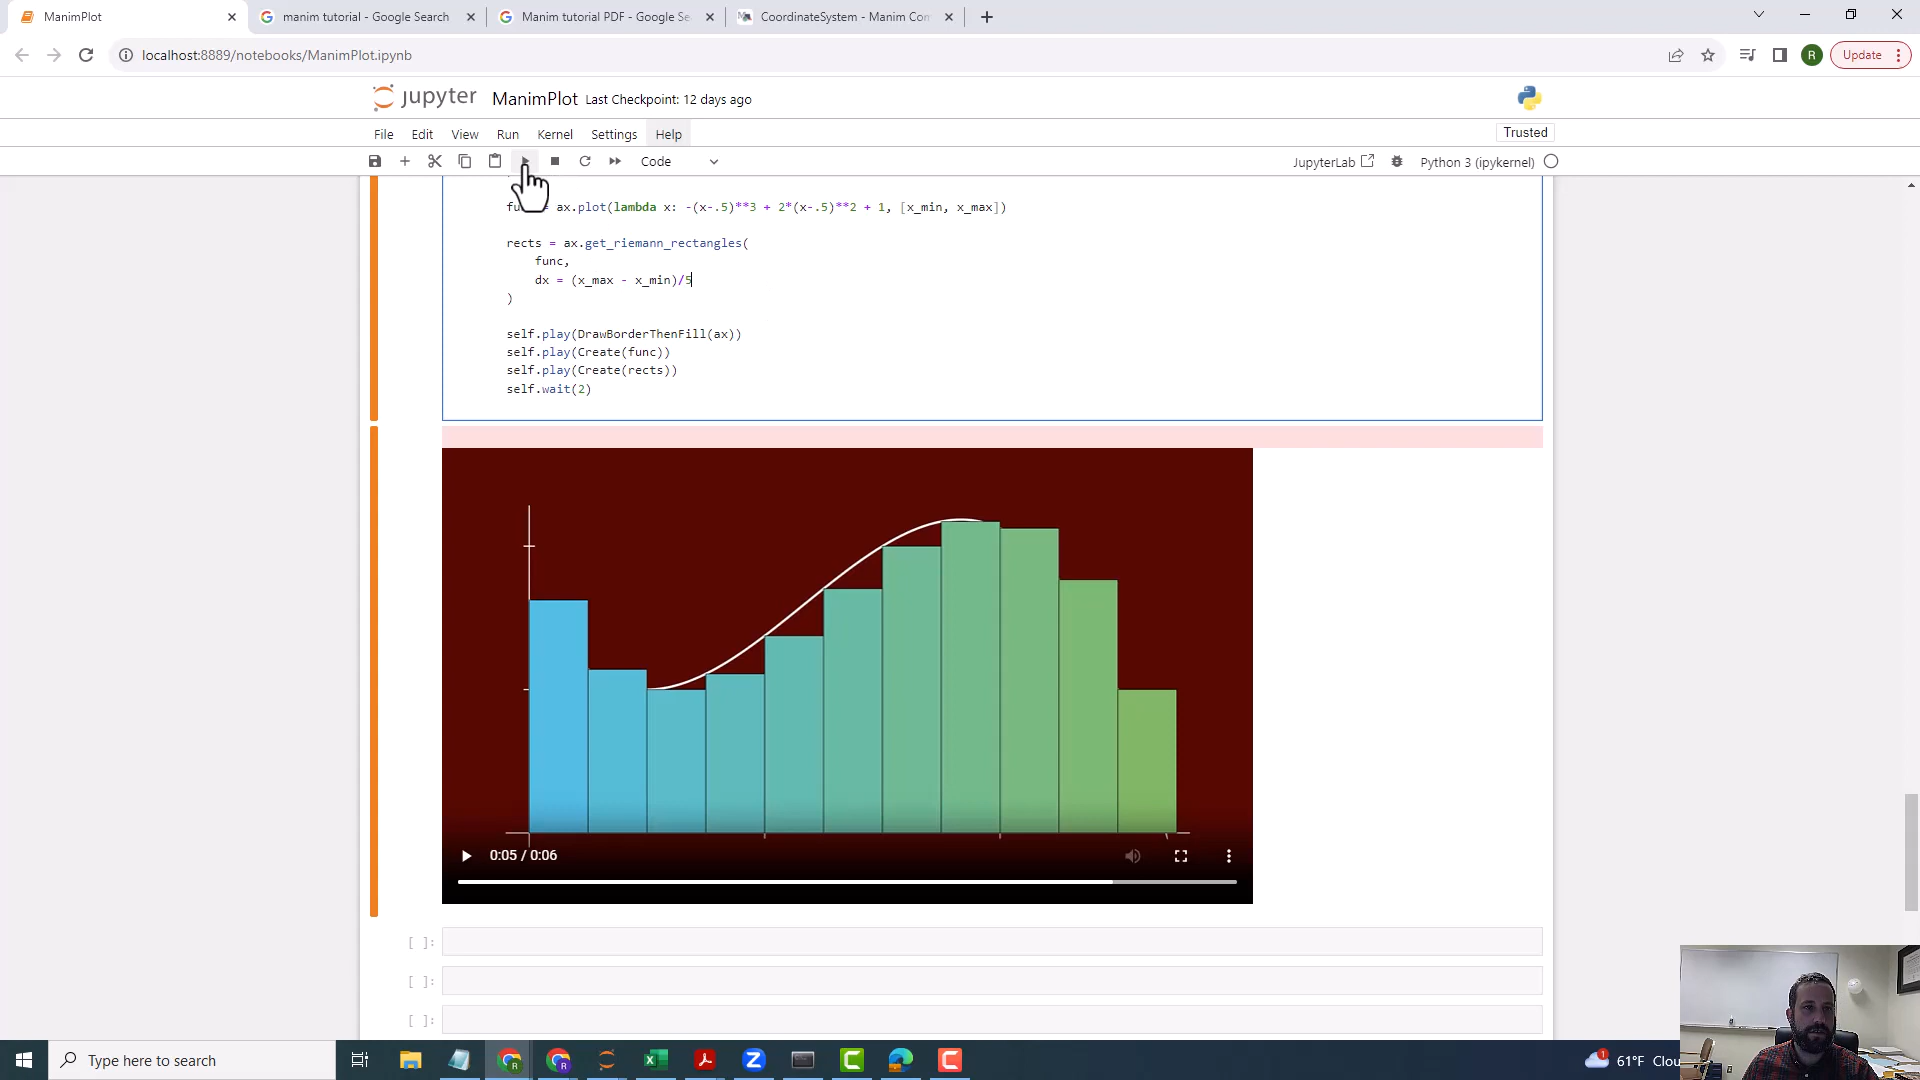 ManimPlot
manim tutorial - Google Search
Manim tutorial PDF - Google Se
CoordinateSystem - Manim Com
localhost:8889/notebooks/ManimPlot.ipynb
R
Update
jupyter ManimPlot Last Checkpoint: 12 days ago
File Edit View Run Kernel Settings Help
Trusted
Code
JupyterLab
Python 3 (ipykernel)
= ax.plot(lambda x: -(x-.5)**3 + 2*(x-.5)**2 + 1, [x_min, x_max])
rects = ax.get_riemann_rectangles(
func,
dx = (x_max - x_min)/5
)
self.play(DrawBorderThenFill(ax))
self.play(Create(func))
self.play(Create(rects))
self.wait(2)
0:05 / 0:06
[ ]:
[ ]:
[ ]:
Type here to search
1
61°F Clou